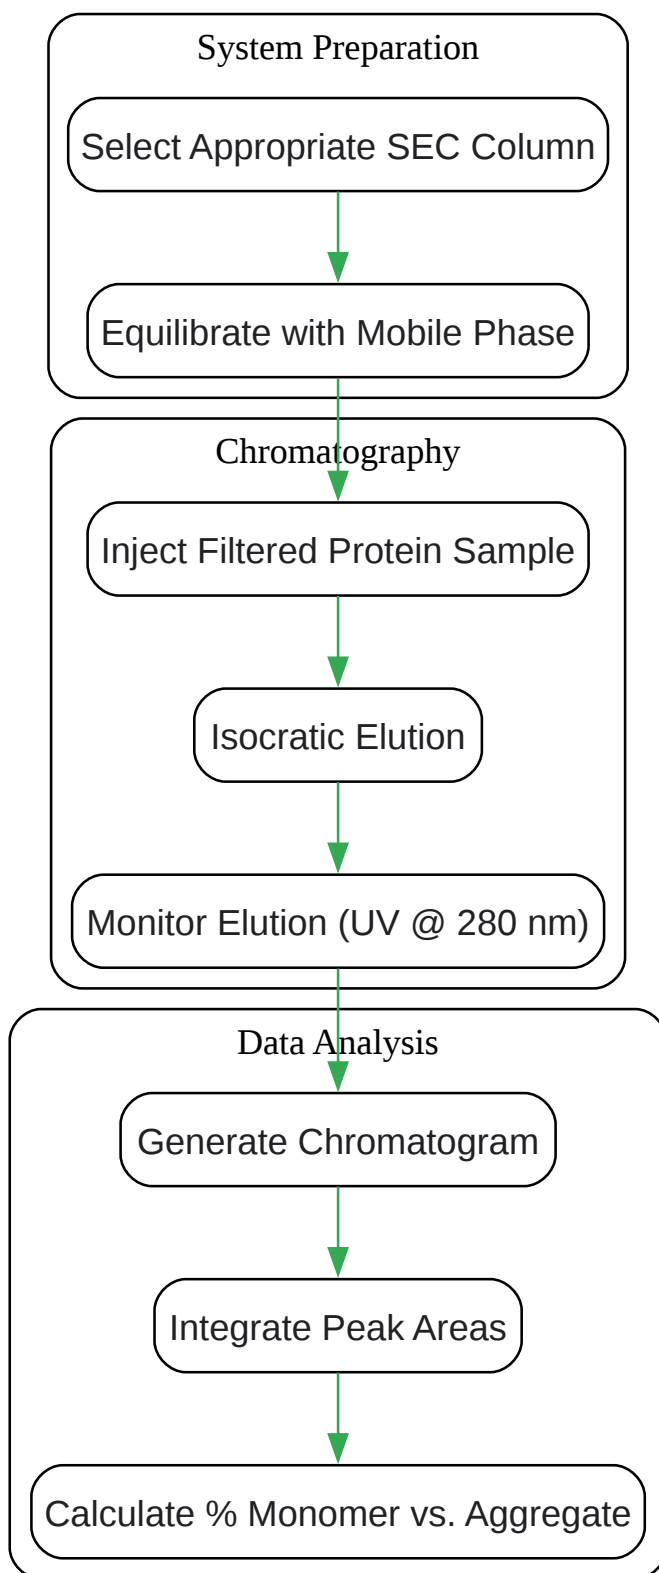 System Preparation
Select Appropriate SEC Column
Equilibrate with Mobile Phase
Chromatography
Inject Filtered Protein Sample
Isocratic Elution
Monitor Elution (UV @ 280 nm)
Data Analysis
Generate Chromatogram
Integrate Peak Areas
Calculate % Monomer vs. Aggregate